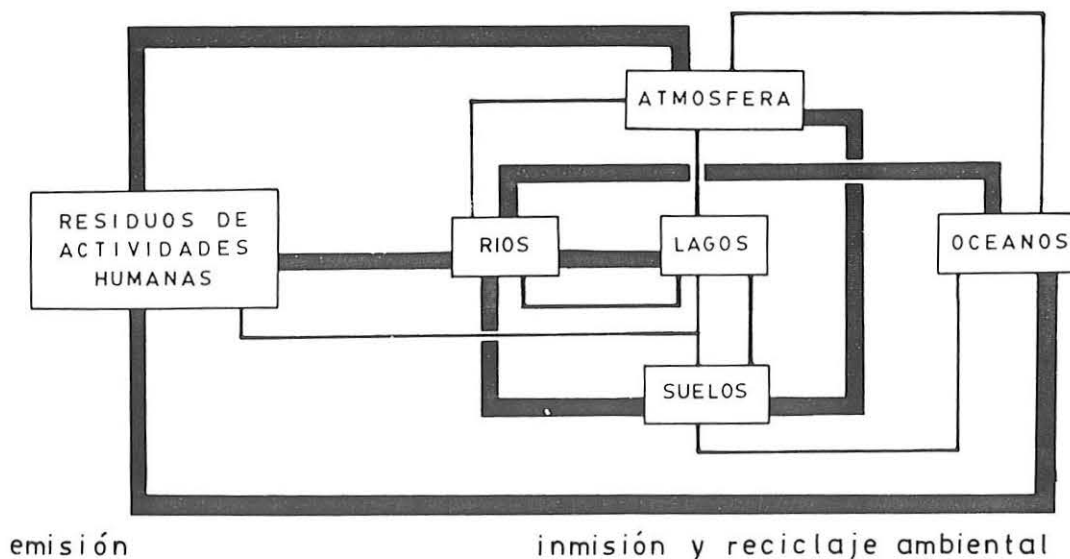 ATMOSFERA
RESIDUOS DE
ACTIVIDADES
HUMANAS
RIOS
LAGOS
OCEANOS
SUELOS
emisión
inmisión y reciclaje ambiental